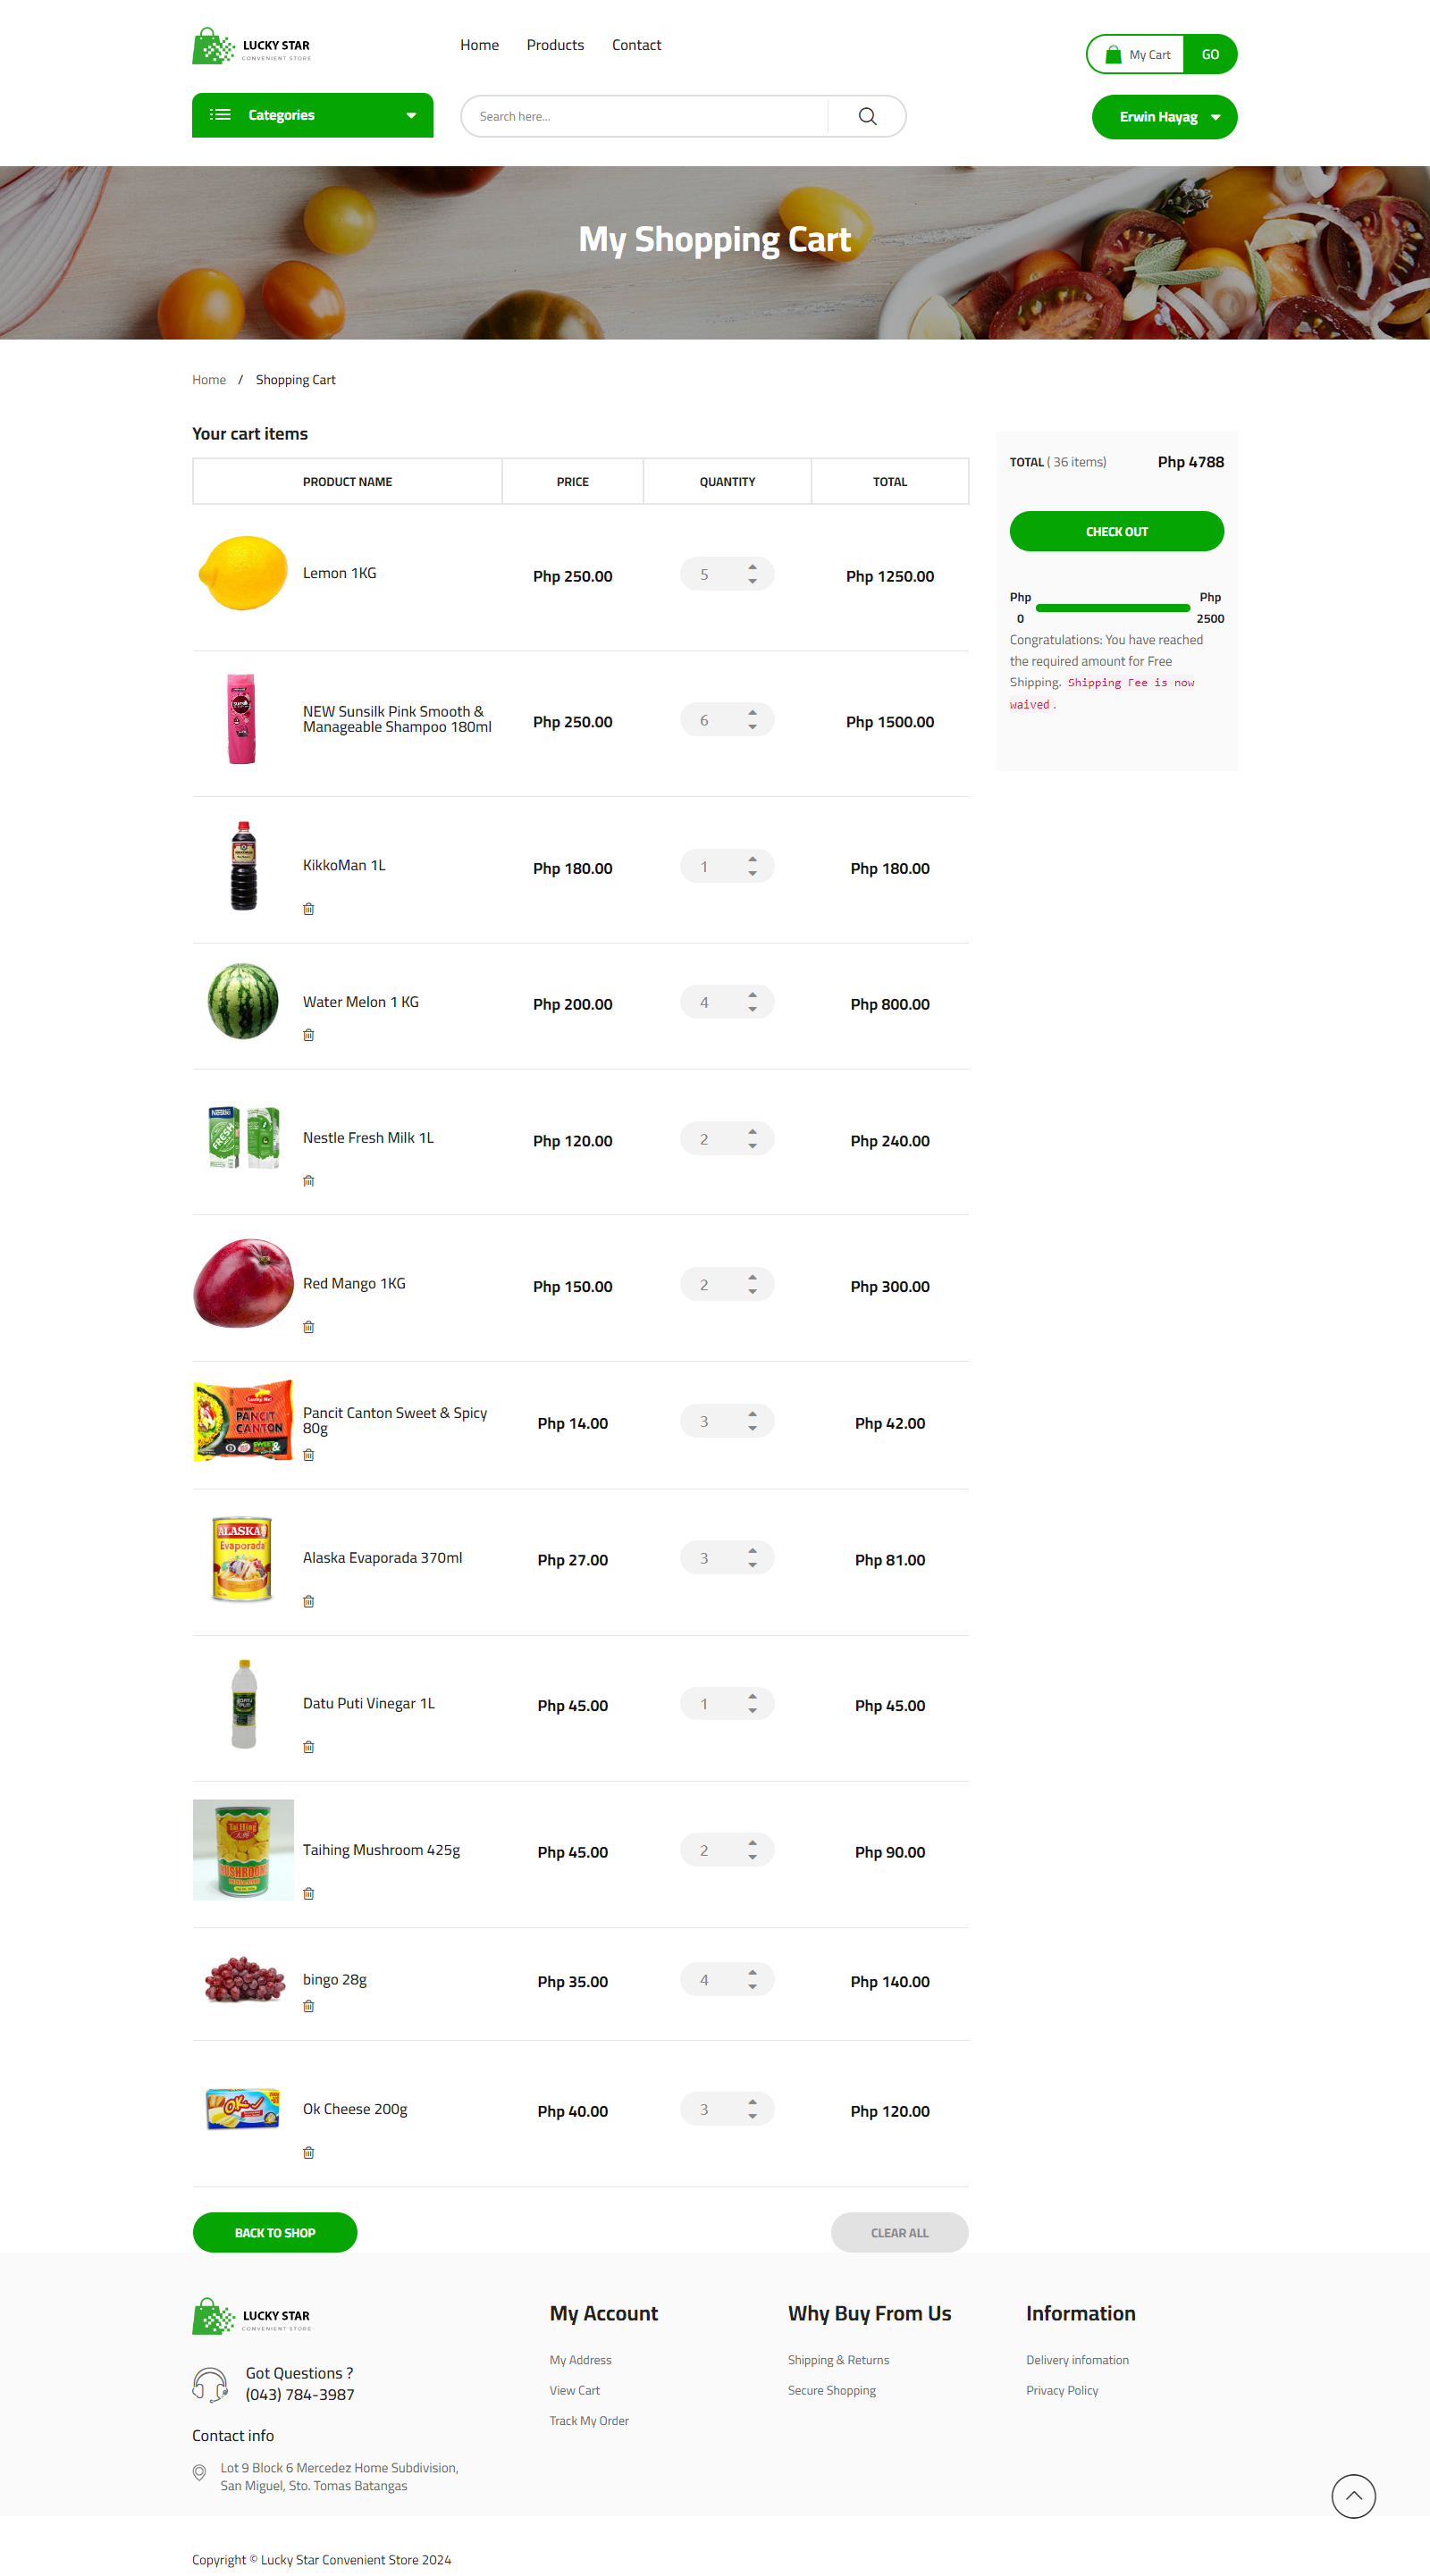 LUCKY STAR
CONVENIENT STORE
Home Products Contact
My Cart GO
Categories
Search here...
Erwin Hayag
My Shopping Cart
Home / Shopping Cart
Your cart items
PRODUCT NAME PRICE QUANTITY TOTAL
Lemon 1KG Php 250.00 5 Php 1250.00
NEW Sunsilk Pink Smooth &
Manageable Shampoo 180ml Php 250.00 6 Php 1500.00
KikkoMan 1L Php 180.00 1 Php 180.00
Water Melon 1 KG Php 200.00 4 Php 800.00
Nestle
FRESH
Nestle Fresh Milk 1L Php 120.00 2 Php 240.00
Red Mango 1KG Php 150.00 2 Php 300.00
Lucky Me!
PANCIT
CANTON
SWEET &
Pancit Canton Sweet & Spicy
80g Php 14.00 3 Php 42.00
ALASKA
Evaporada
Alaska Evaporada 370ml Php 27.00 3 Php 81.00
Datu Puti Vinegar 1L Php 45.00 1 Php 45.00
Tai Hing
MUSHROOM
Taihing Mushroom 425g Php 45.00 2 Php 90.00
bingo 28g Php 35.00 4 Php 140.00
Ok Cheese 200g Php 40.00 3 Php 120.00
BACK TO SHOP CLEAR ALL
TOTAL ( 36 items) Php 4788
CHECK OUT
Php Php
0 2500
Congratulations: You have reached
the required amount for Free
Shipping. Shipping Fee is now
waived.
LUCKY STAR
CONVENIENT STORE
Got Questions ?
(043) 784-3987
Contact info
Lot 9 Block 6 Mercedez Home Subdivision,
San Miguel, Sto. Tomas Batangas
My Account
My Address
View Cart
Track My Order
Why Buy From Us
Shipping & Returns
Secure Shopping
Information
Delivery infomation
Privacy Policy
Copyright © Lucky Star Convenient Store 2024